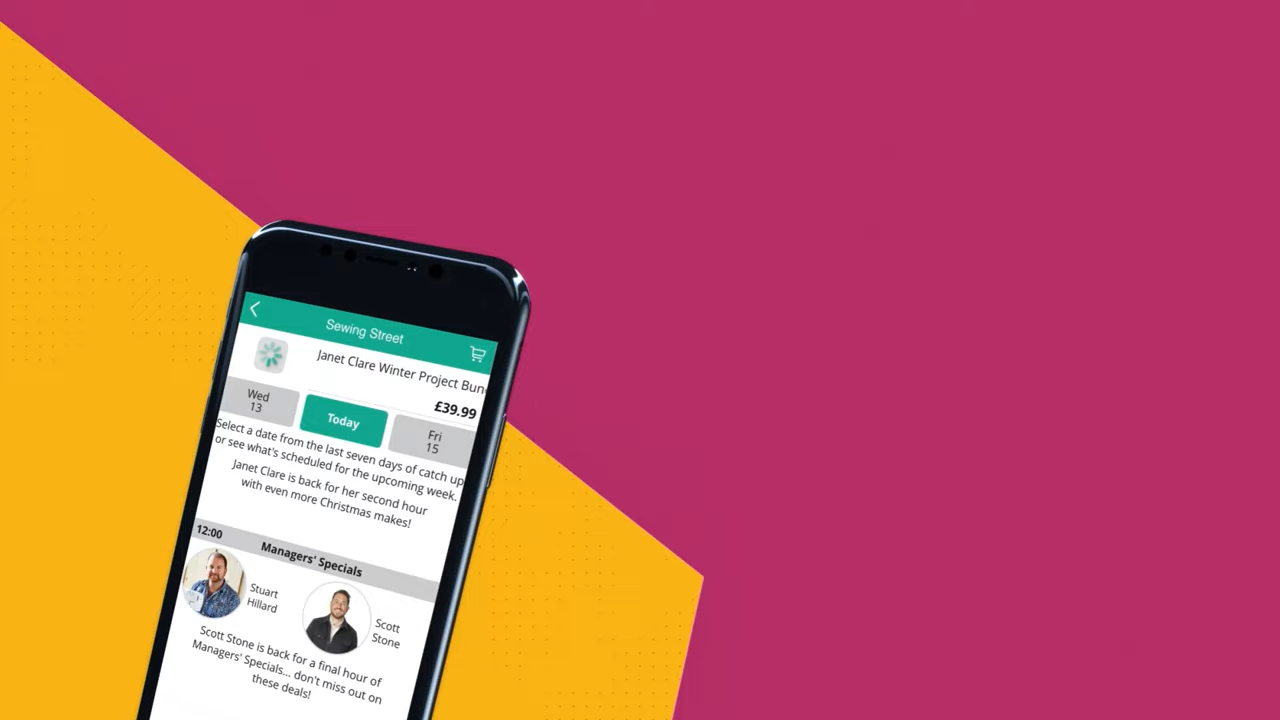 Sewing Street
Janet Clare Winter Project Bun
£39.99
Wed
13
Today
Fri
15
Select a date from the last seven days of catch up
or see what's scheduled for the upcoming week.
Janet Clare is back for her second hour
with even more Christmas makes!
12:00
Managers' Specials
Stuart
Hillard
Scott
Stone
Scott Stone is back for a final hour of
Managers' Specials... don't miss out on
these deals!